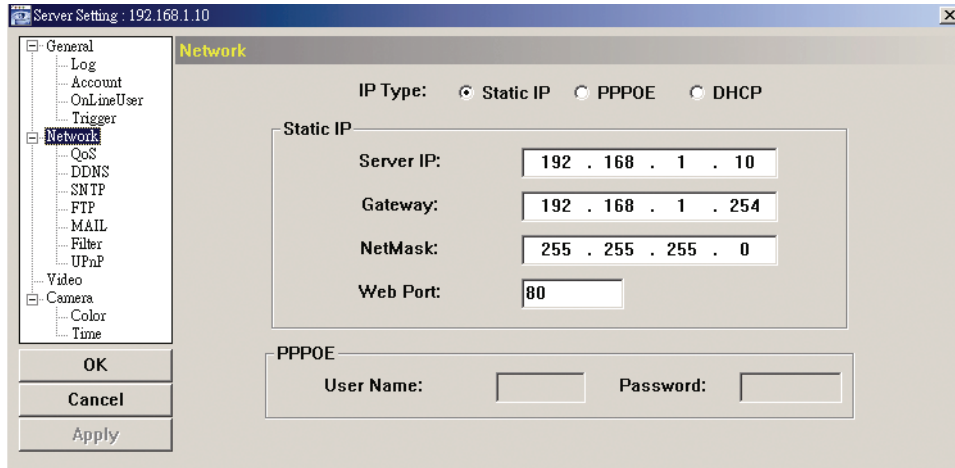 Server Setting : 192.168.1.10
General
Log
Account
OnLineUser
Trigger
Network
QoS
DDNS
SNTP
FTP
MAIL
Filter
UPnP
Video
Camera
Color
Time
OK
Cancel
Apply
Network
IP Type: Static IP PPPOE DHCP
Static IP
Server IP: 192 . 168 . 1 . 10
Gateway: 192 . 168 . 1 . 254
NetMask: 255 . 255 . 255 . 0
Web Port: 80
PPPOE
User Name: Password: